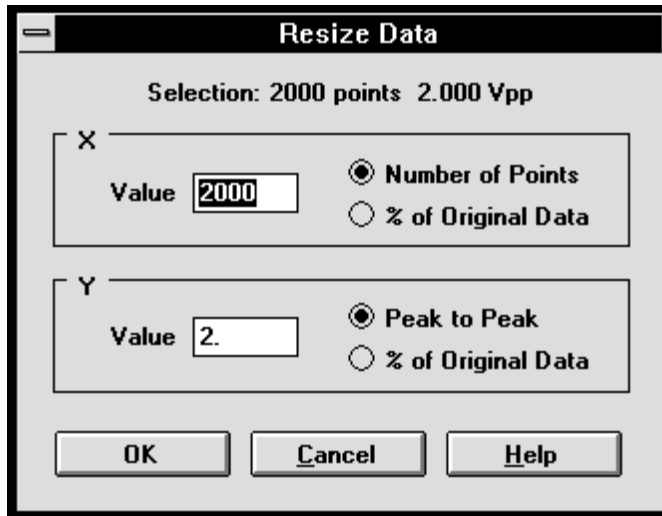 Resize Data
Selection: 2000 points 2.000 Vpp
X
Value 2000
Number of Points
% of Original Data
Y
Value 2.
Peak to Peak
% of Original Data
OK Cancel Help